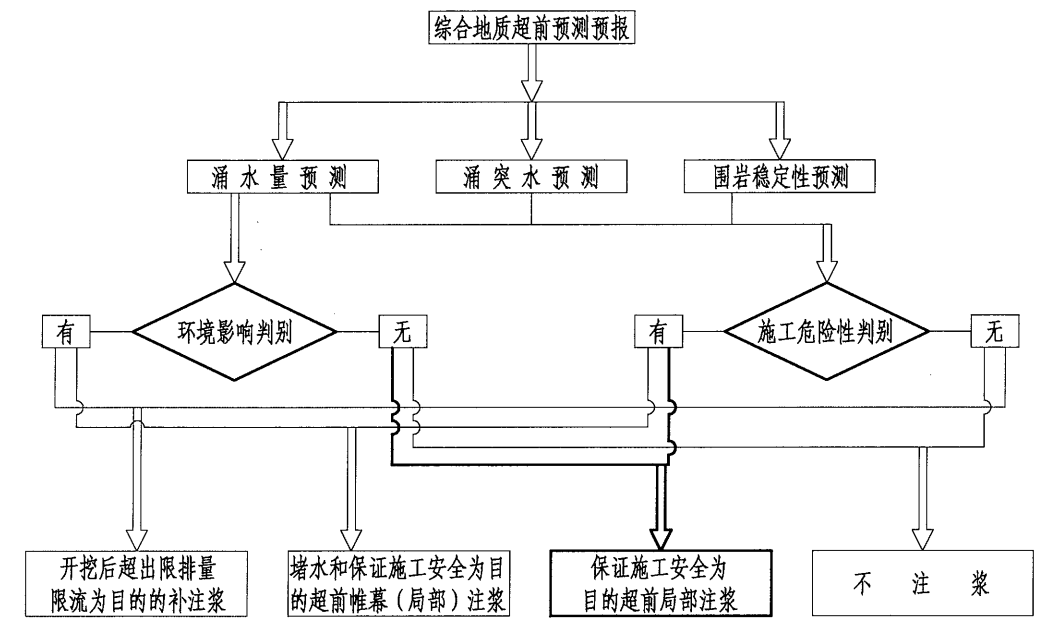 综合地质超前预测预报
涌水量预测
涌突水预测
围岩稳定性预测
有
环境影响判别
无
有
施工危险性判别
无
开挖后超出限排量
限流为目的的补注浆
堵水和保证施工安全为目
的超前帷幕(局部)注浆
保证施工安全为
目的超前局部注浆
不注浆